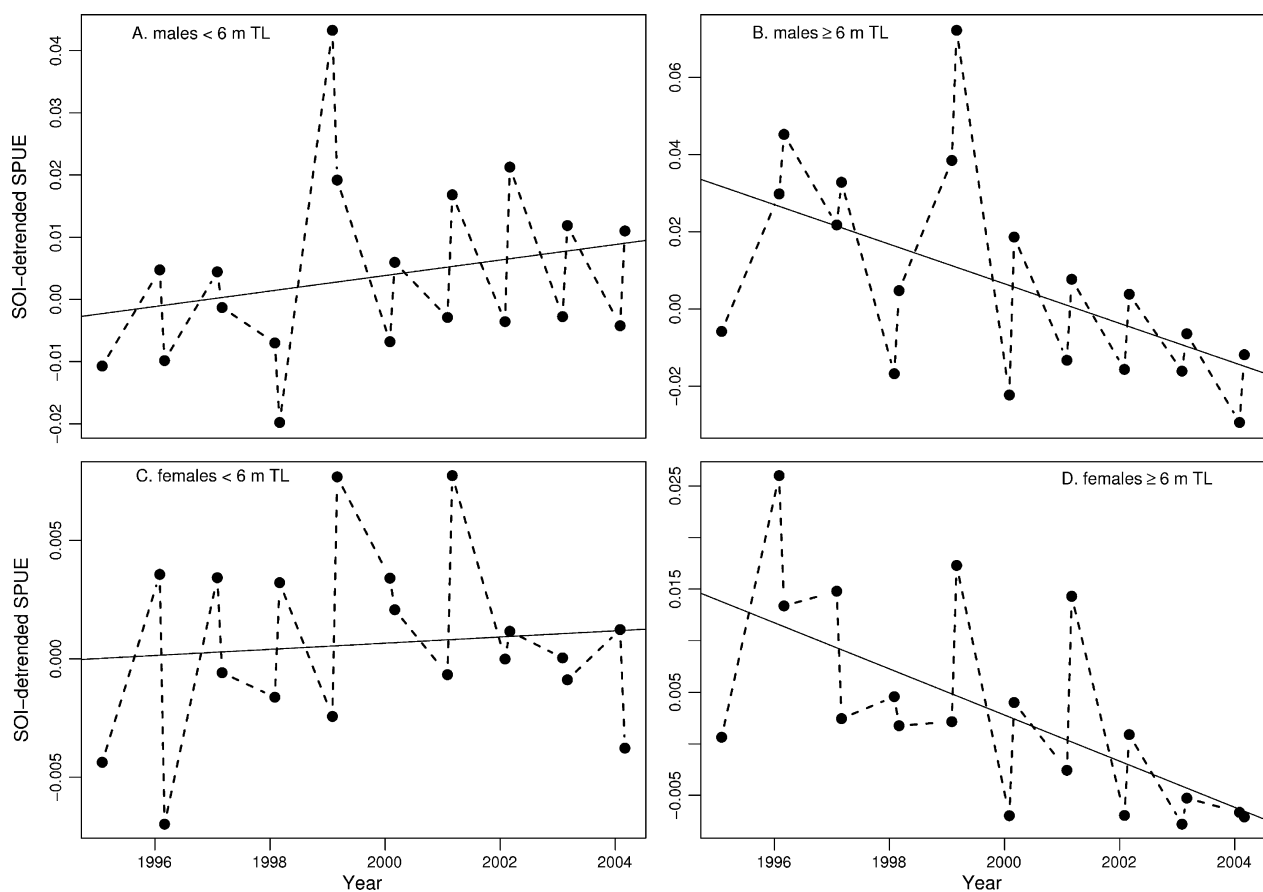 A. males < 6 m TL
SOI−detrended SPUE
0.04
0.03
0.02
0.01
0.00
−0.01
−0.02
B. males ≥ 6 m TL
0.06
0.04
0.02
0.00
−0.02
C. females < 6 m TL
SOI−detrended SPUE
0.005
0.000
−0.005
1996 1998 2000 2002 2004
Year
D. females ≥ 6 m TL
0.025
0.015
0.005
−0.005
1996 1998 2000 2002 2004
Year